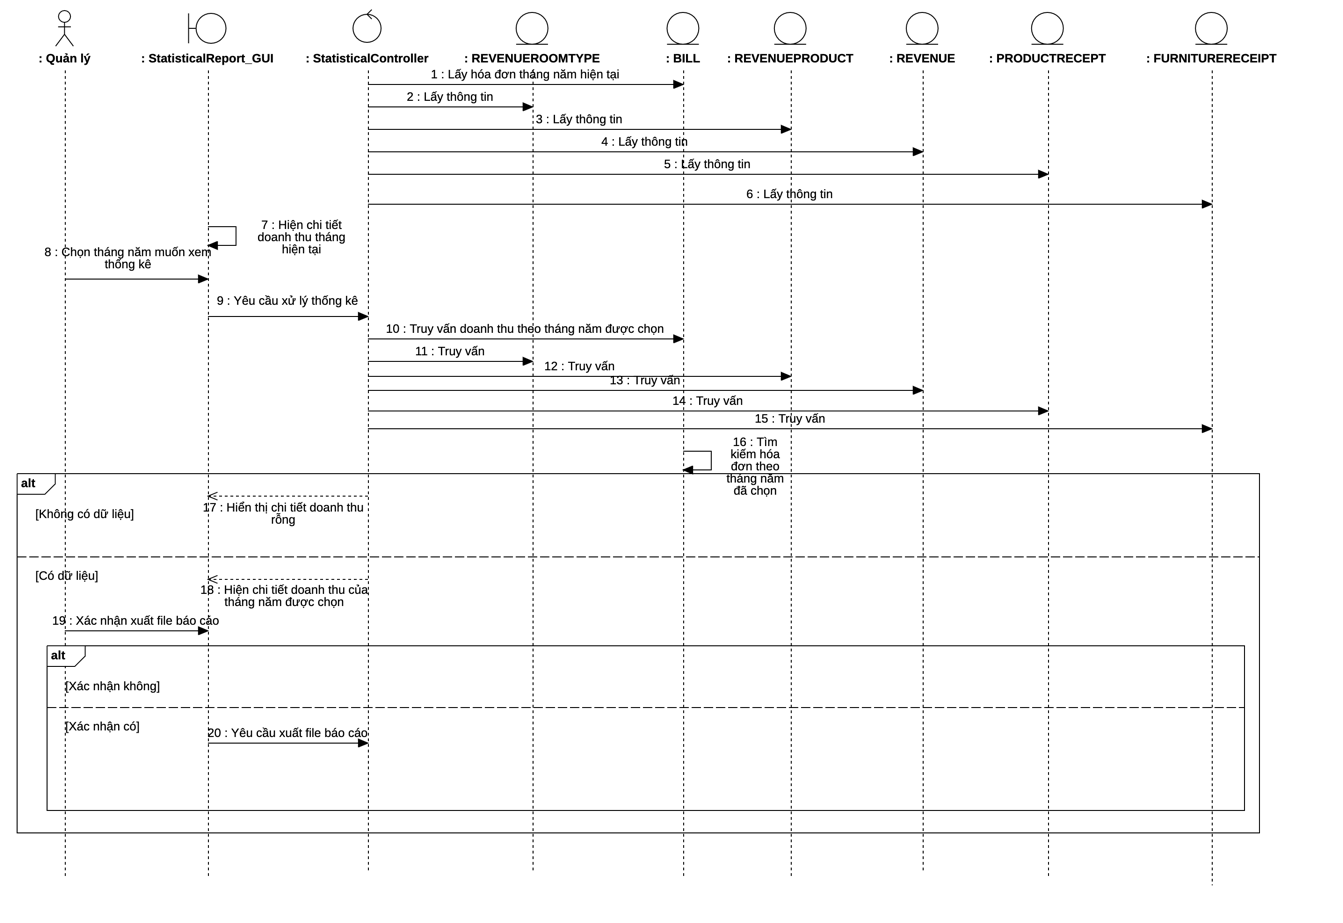 : Quản lý
: StatisticalReport_GUI
: StatisticalController
: REVENUEROOMTYPE
: BILL
: REVENUEPRODUCT
: REVENUE
: PRODUCTRECEPT
: FURNITURERECEIPT
1 : Lấy hóa đơn tháng năm hiện tại
2 : Lấy thông tin
3 : Lấy thông tin
4 : Lấy thông tin
5 : Lấy thông tin
6 : Lấy thông tin
7 : Hiện chi tiết
doanh thu tháng
hiện tại
8 : Chọn tháng năm muốn xem
thống kê
9 : Yêu cầu xử lý thống kê
10 : Truy vấn doanh thu theo tháng năm được chọn
11 : Truy vấn
12 : Truy vấn
13 : Truy vấn
14 : Truy vấn
15 : Truy vấn
16 : Tìm
kiếm hóa
đơn theo
tháng năm
đã chọn
alt
17 : Hiển thị chi tiết doanh thu
rỗng
[Không có dữ liệu]
[Có dữ liệu]
18 : Hiện chi tiết doanh thu của
tháng năm được chọn
19 : Xác nhận xuất file báo cáo
alt
[Xác nhận không]
[Xác nhận có]
20 : Yêu cầu xuất file báo cáo